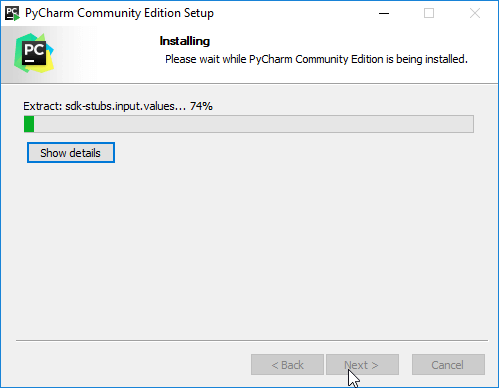 PC PyCharm Community Edition Setup
PC
Installing
Please wait while PyCharm Community Edition is being installed.
Extract: sdk-stubs.input.values... 74%
Show details
< Back
Next >
Cancel